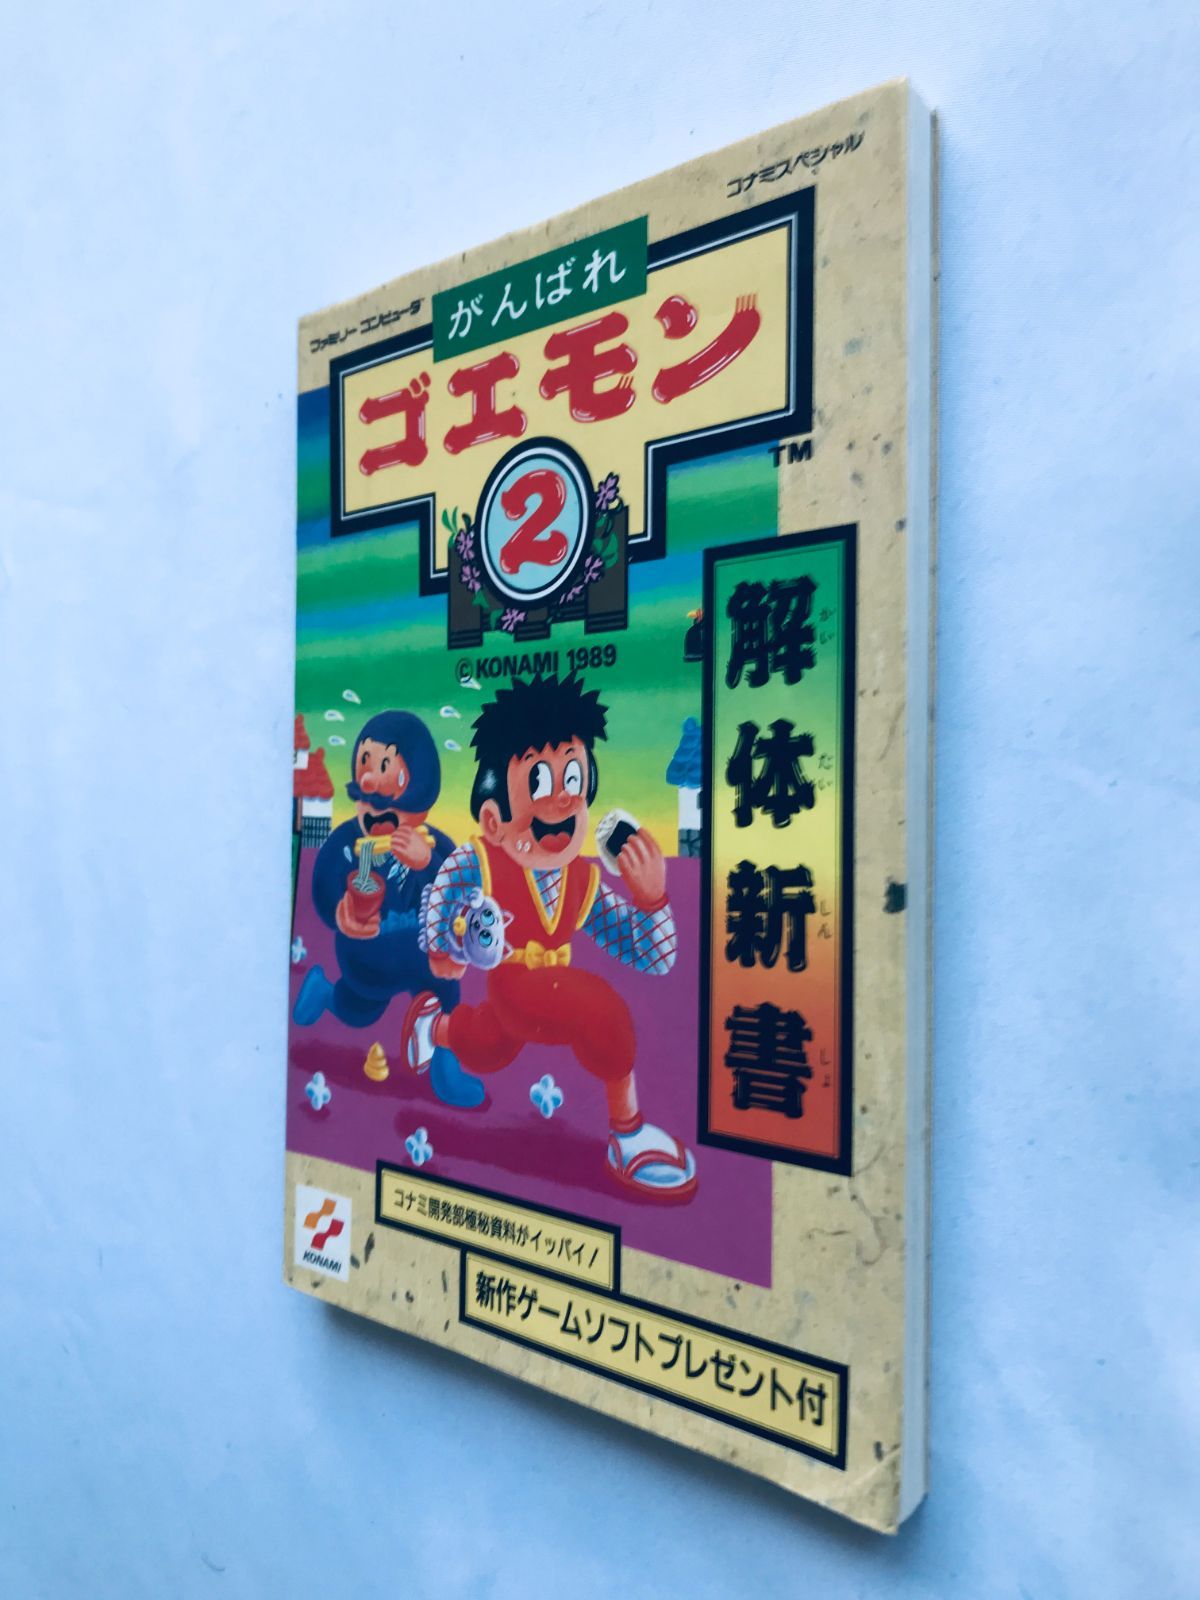 コナミスペシャル
ファミリーコンピュータ
がんばれ
ゴエモン
2
TM
© KONAMI 1989
解体新書
かい たい しん しょ
コナミ開発部極秘資料がイッパイ!
新作ゲームソフトプレゼント付
KONAMI